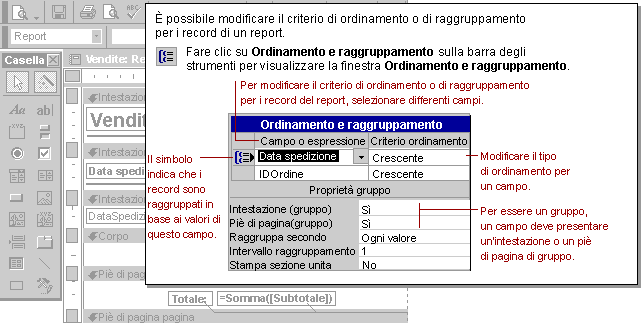 È possibile modificare il criterio di ordinamento o di raggruppamento
per i record di un report.
Fare clic su Ordinamento e raggruppamento sulla barra degli
strumenti per visualizzare la finestra Ordinamento e raggruppamento.
Per modificare il criterio di ordinamento o di raggruppamento
per i record del report, selezionare differenti campi.
Ordinamento e raggruppamento
Campo o espressione Criterio ordinamento
Data spedizione Crescente
IDOrdine Crescente
Proprietà gruppo
Intestazione (gruppo) Sì
Piè di pagina(gruppo) Sì
Raggruppa secondo Ogni valore
Intervallo raggruppamento 1
Stampa sezione unita No
Il simbolo
indica che i
record sono
raggruppati in
base ai valori di
questo campo.
Modificare il tipo
di ordinamento per
un campo.
Per essere un gruppo,
un campo deve presentare
un'intestazione o un piè
di pagina di gruppo.
Report
Casella
Vendite: Re
Aa ab|
Intestazio
Vendit
Intestazio
Data spedi
Intestazio
DataSpediz
Corpo
Piè di pa
Totale: =Somma([Subtotale])
Piè di pagina pagina